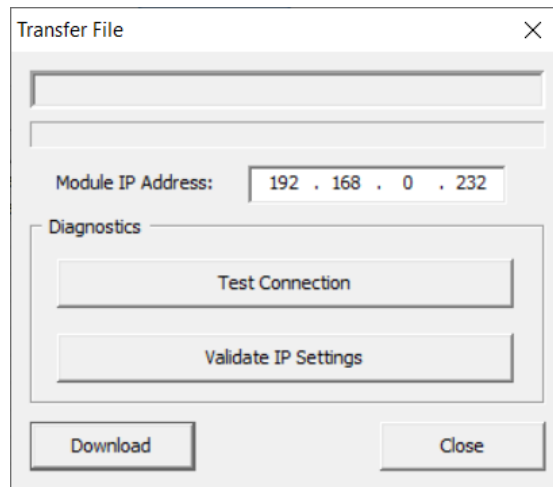 Transfer File
Module IP Address: 192 . 168 . 0 . 232
Diagnostics
Test Connection
Validate IP Settings
Download Close